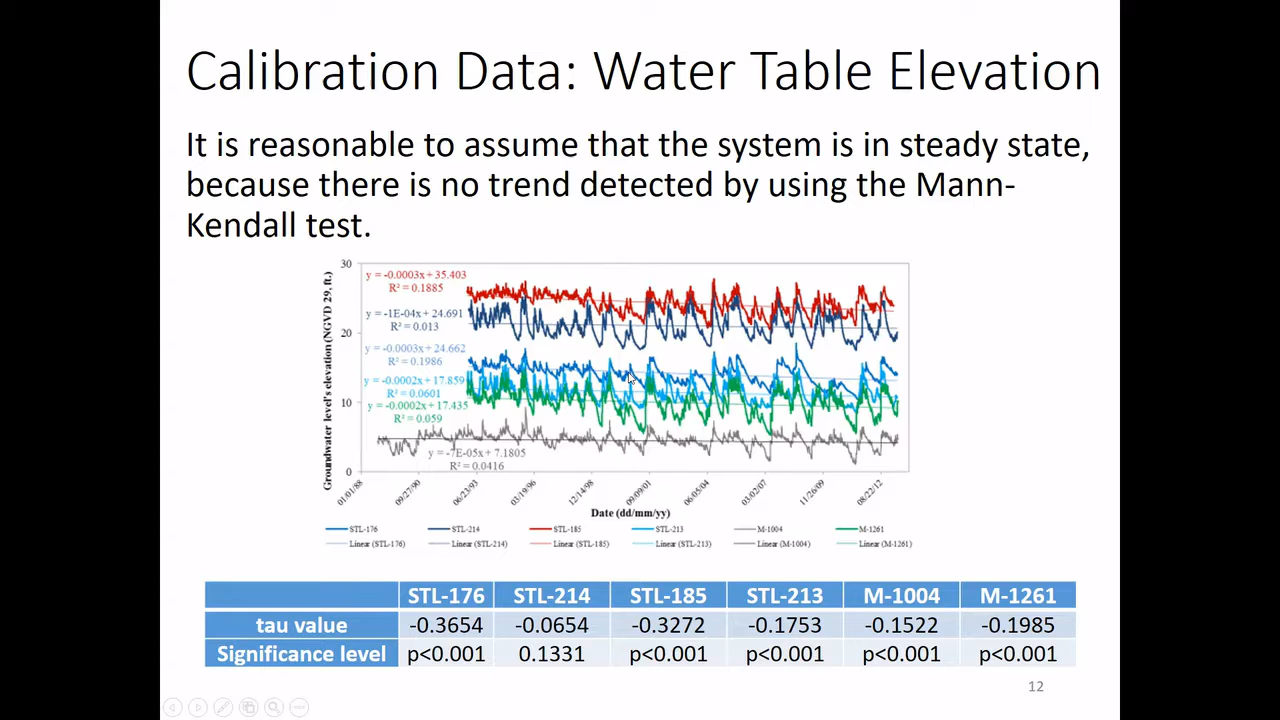 Calibration Data: Water Table Elevation
It is reasonable to assume that the system is in steady state,
because there is no trend detected by using the Mann-
Kendall test.
Groundwater level's elevation (NGVD 29, ft.)
30
20
10
0
y = -0.0003x + 35.403
R² = 0.1885
y = -1E-04x + 24.691
R² = 0.013
y = -0.0003x + 24.662
R² = 0.1986
y = -0.0002x + 17.859
R² = 0.0601
y = -0.0002x + 17.435
R² = 0.059
y = -7E-05x + 7.1805
R² = 0.0416
01/01/88 09/27/90 06/23/93 03/19/96 12/14/98 09/09/01 06/05/04 03/02/07 11/26/09 08/22/12
Date (dd/mm/yy)
STL-176 STL-214 STL-185 STL-213 M-1004 M-1261
Linear (STL-176) Linear (STL-214) Linear (STL-185) Linear (STL-213) Linear (M-1004) Linear (M-1261)
STL-176 STL-214 STL-185 STL-213 M-1004 M-1261
tau value -0.3654 -0.0654 -0.3272 -0.1753 -0.1522 -0.1985
Significance level p<0.001 0.1331 p<0.001 p<0.001 p<0.001 p<0.001
12